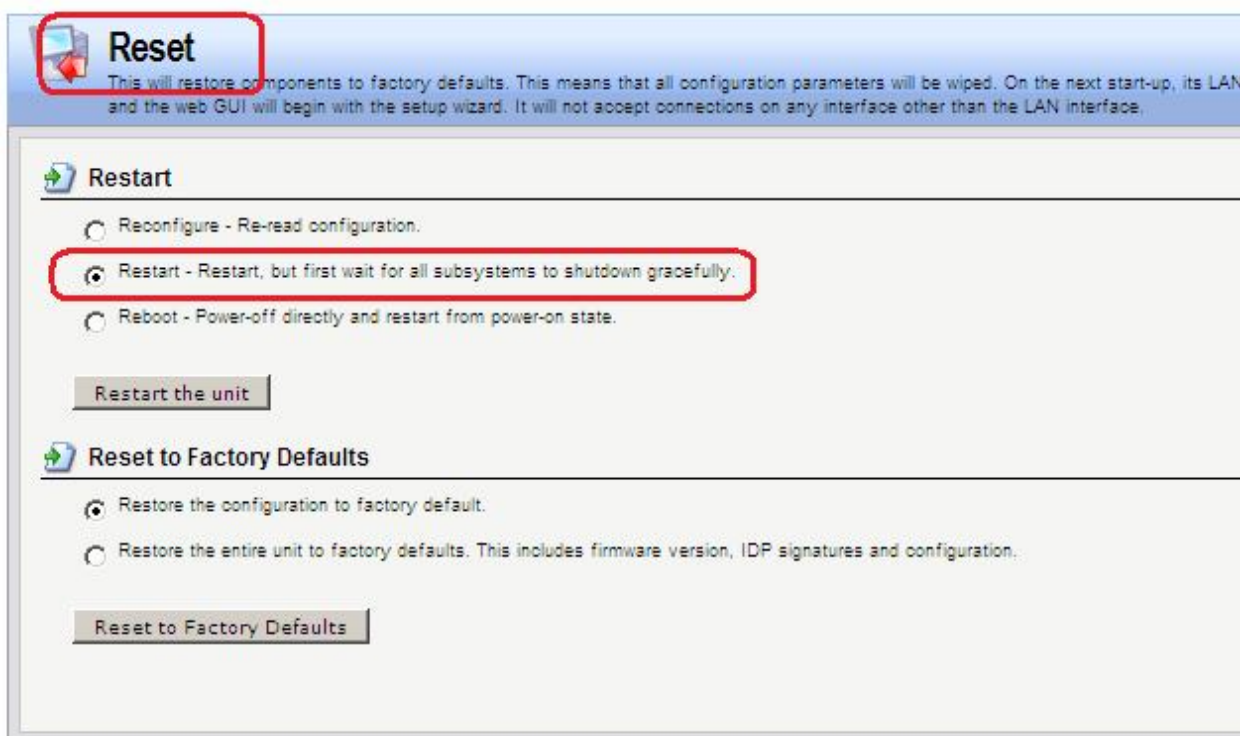 Reset
This will restore components to factory defaults. This means that all configuration parameters will be wiped. On the next start-up, its LAN
and the web GUI will begin with the setup wizard. It will not accept connections on any interface other than the LAN interface.
Restart
Reconfigure - Re-read configuration.
Restart - Restart, but first wait for all subsystems to shutdown gracefully.
Reboot - Power-off directly and restart from power-on state.
Restart the unit
Reset to Factory Defaults
Restore the configuration to factory default.
Restore the entire unit to factory defaults. This includes firmware version, IDP signatures and configuration.
Reset to Factory Defaults